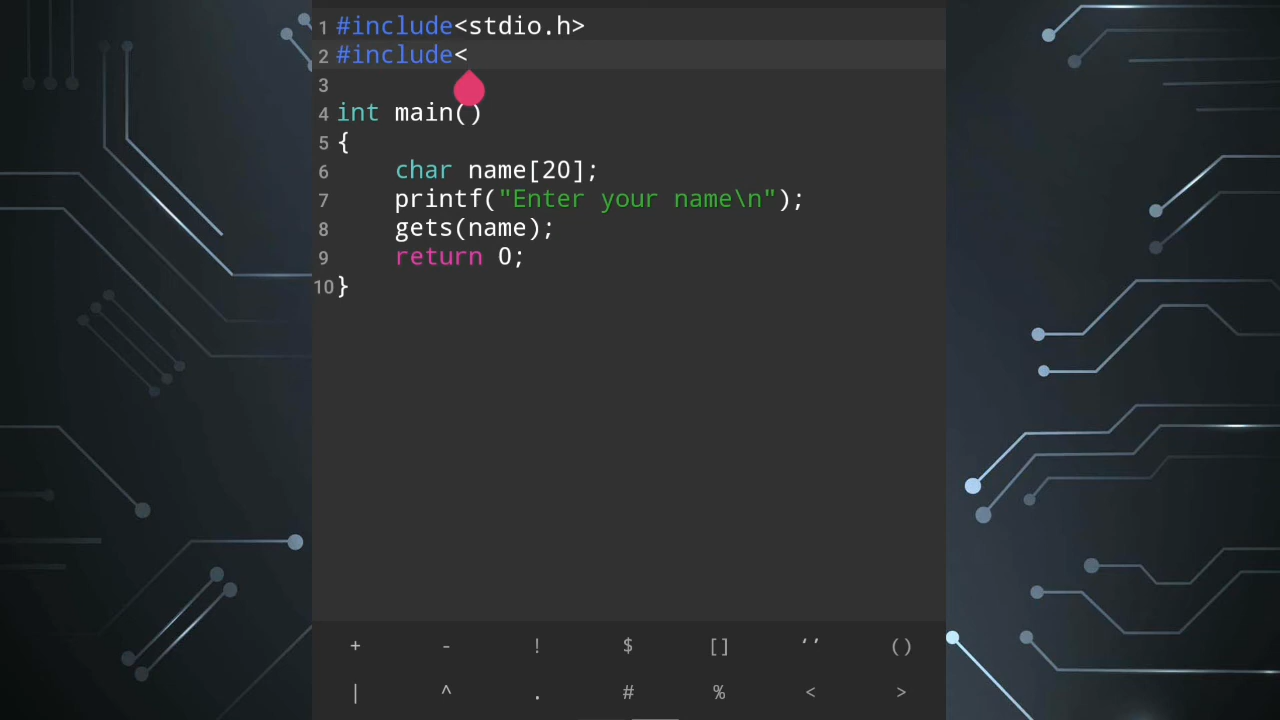 1 #include<stdio.h>
2 #include<
3
4 int main()
5 {
6     char name[20];
7     printf("Enter your name\n");
8     gets(name);
9     return 0;
10 }
+ - ! $ [] ‘’ ()
| ^ . # % < >